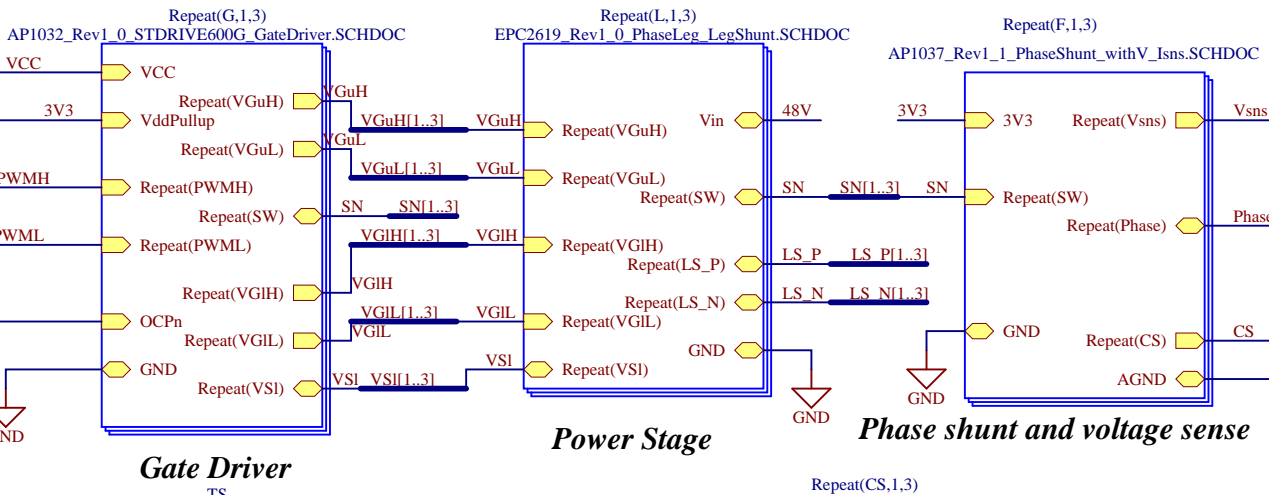 Repeat(G,1,3)
AP1032_Rev1_0_STDRIVE600G_GateDriver.SCHDOC
VCC
VCC
3V3
VddPullup
PWMH
Repeat(PWMH)
PWML
Repeat(PWML)
OCPn
GND
GND
Repeat(VGuH)
VGuH
VGuH[1..3]
VGuH
Repeat(VGuL)
VGuL
VGuL[1..3]
VGuL
Repeat(SW)
SN
SN[1..3]
VGlH[1..3]
VGlH
Repeat(VGlH)
VGlH
VGlL[1..3]
VGlL
Repeat(VGlL)
VGlL
Repeat(VSl)
VSl
VSl[1..3]
VSl
Gate Driver
TS
Repeat(L,1,3)
EPC2619_Rev1_0_PhaseLeg_LegShunt.SCHDOC
Repeat(VGuH)
Repeat(VGuL)
Repeat(VGlH)
Repeat(VGlL)
Repeat(VSl)
Vin
48V
Repeat(SW)
SN
SN[1..3]
SN
Repeat(LS_P)
LS_P
LS_P[1..3]
Repeat(LS_N)
LS_N
LS_N[1..3]
GND
GND
Power Stage
Repeat(F,1,3)
AP1037_Rev1_1_PhaseShunt_withV_Isns.SCHDOC
3V3
3V3
Repeat(SW)
GND
GND
Repeat(Vsns)
Vsns
Repeat(Phase)
Phase
Repeat(CS)
CS
AGND
Phase shunt and voltage sense
Repeat(CS,1,3)